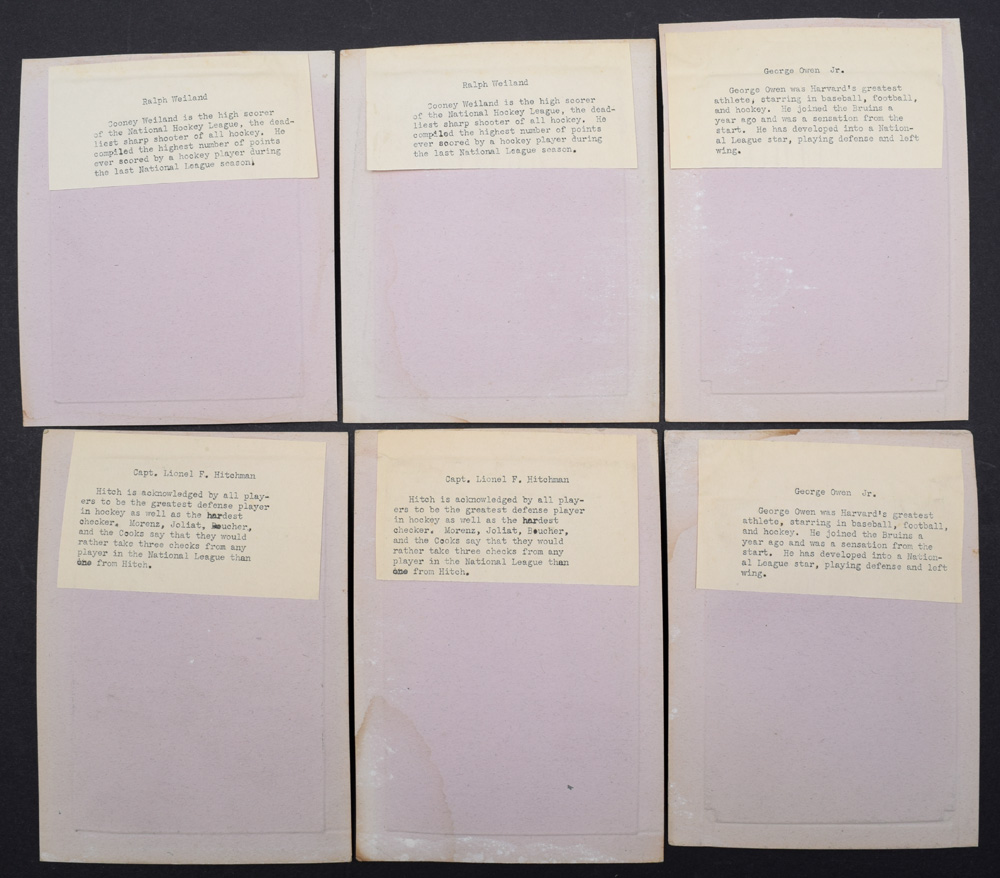 Ralph Weiland
Cooney Weiland is the high scorer
of the National Hockey League, the dead-
liest sharp shooter of all hockey. He
compiled the highest number of points
ever scored by a hockey player during
the last National League season.
Ralph Weiland
Cooney Weiland is the high scorer
of the National Hockey League, the dead-
liest sharp shooter of all hockey. He
compiled the highest number of points
ever scored by a hockey player during
the last National League season.
George Owen Jr.
George Owen was Harvard's greatest
athlete, starring in baseball, football,
and hockey. He joined the Bruins a
year ago and was a sensation from the
start. He has developed into a Nation-
al League star, playing defense and left
wing.
Capt. Lionel F. Hitchman
Hitch is acknowledged by all play-
ers to be the greatest defense player
in hockey as well as the hardest
checker. Morenz, Joliat, Boucher,
and the Cooks say that they would
rather take three checks from any
player in the National League than
one from Hitch.
Capt. Lionel F. Hitchman
Hitch is acknowledged by all play-
ers to be the greatest defense player
in hockey as well as the hardest
checker. Morenz, Joliat, Boucher,
and the Cooks say that they would
rather take three checks from any
player in the National League than
one from Hitch.
George Owen Jr.
George Owen was Harvard's greatest
athlete, starring in baseball, football,
and hockey. He joined the Bruins a
year ago and was a sensation from the
start. He has developed into a Nation-
al League star, playing defense and left
wing.